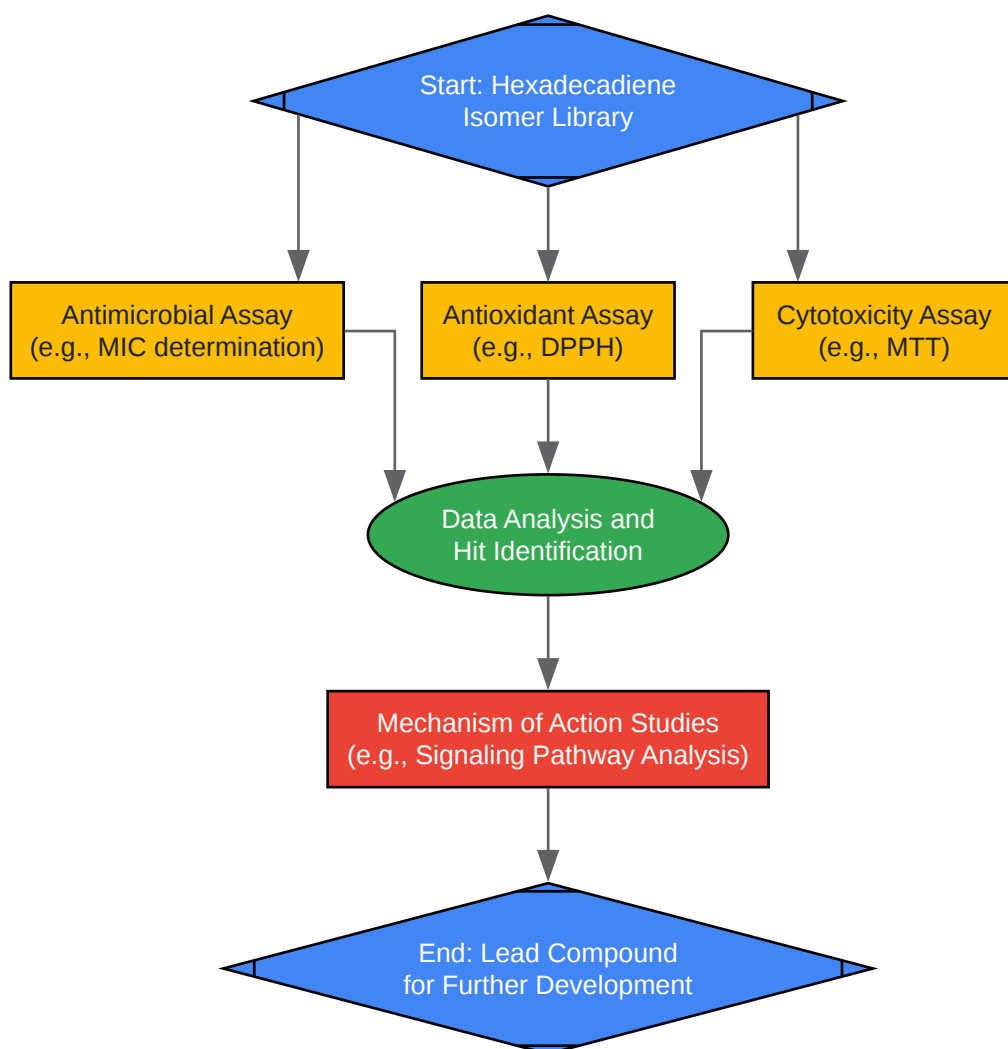 Start: Hexadecadiene
Isomer Library
Antimicrobial Assay
(e.g., MIC determination)
Antioxidant Assay
(e.g., DPPH)
Cytotoxicity Assay
(e.g., MTT)
Data Analysis and
Hit Identification
Mechanism of Action Studies
(e.g., Signaling Pathway Analysis)
End: Lead Compound
for Further Development